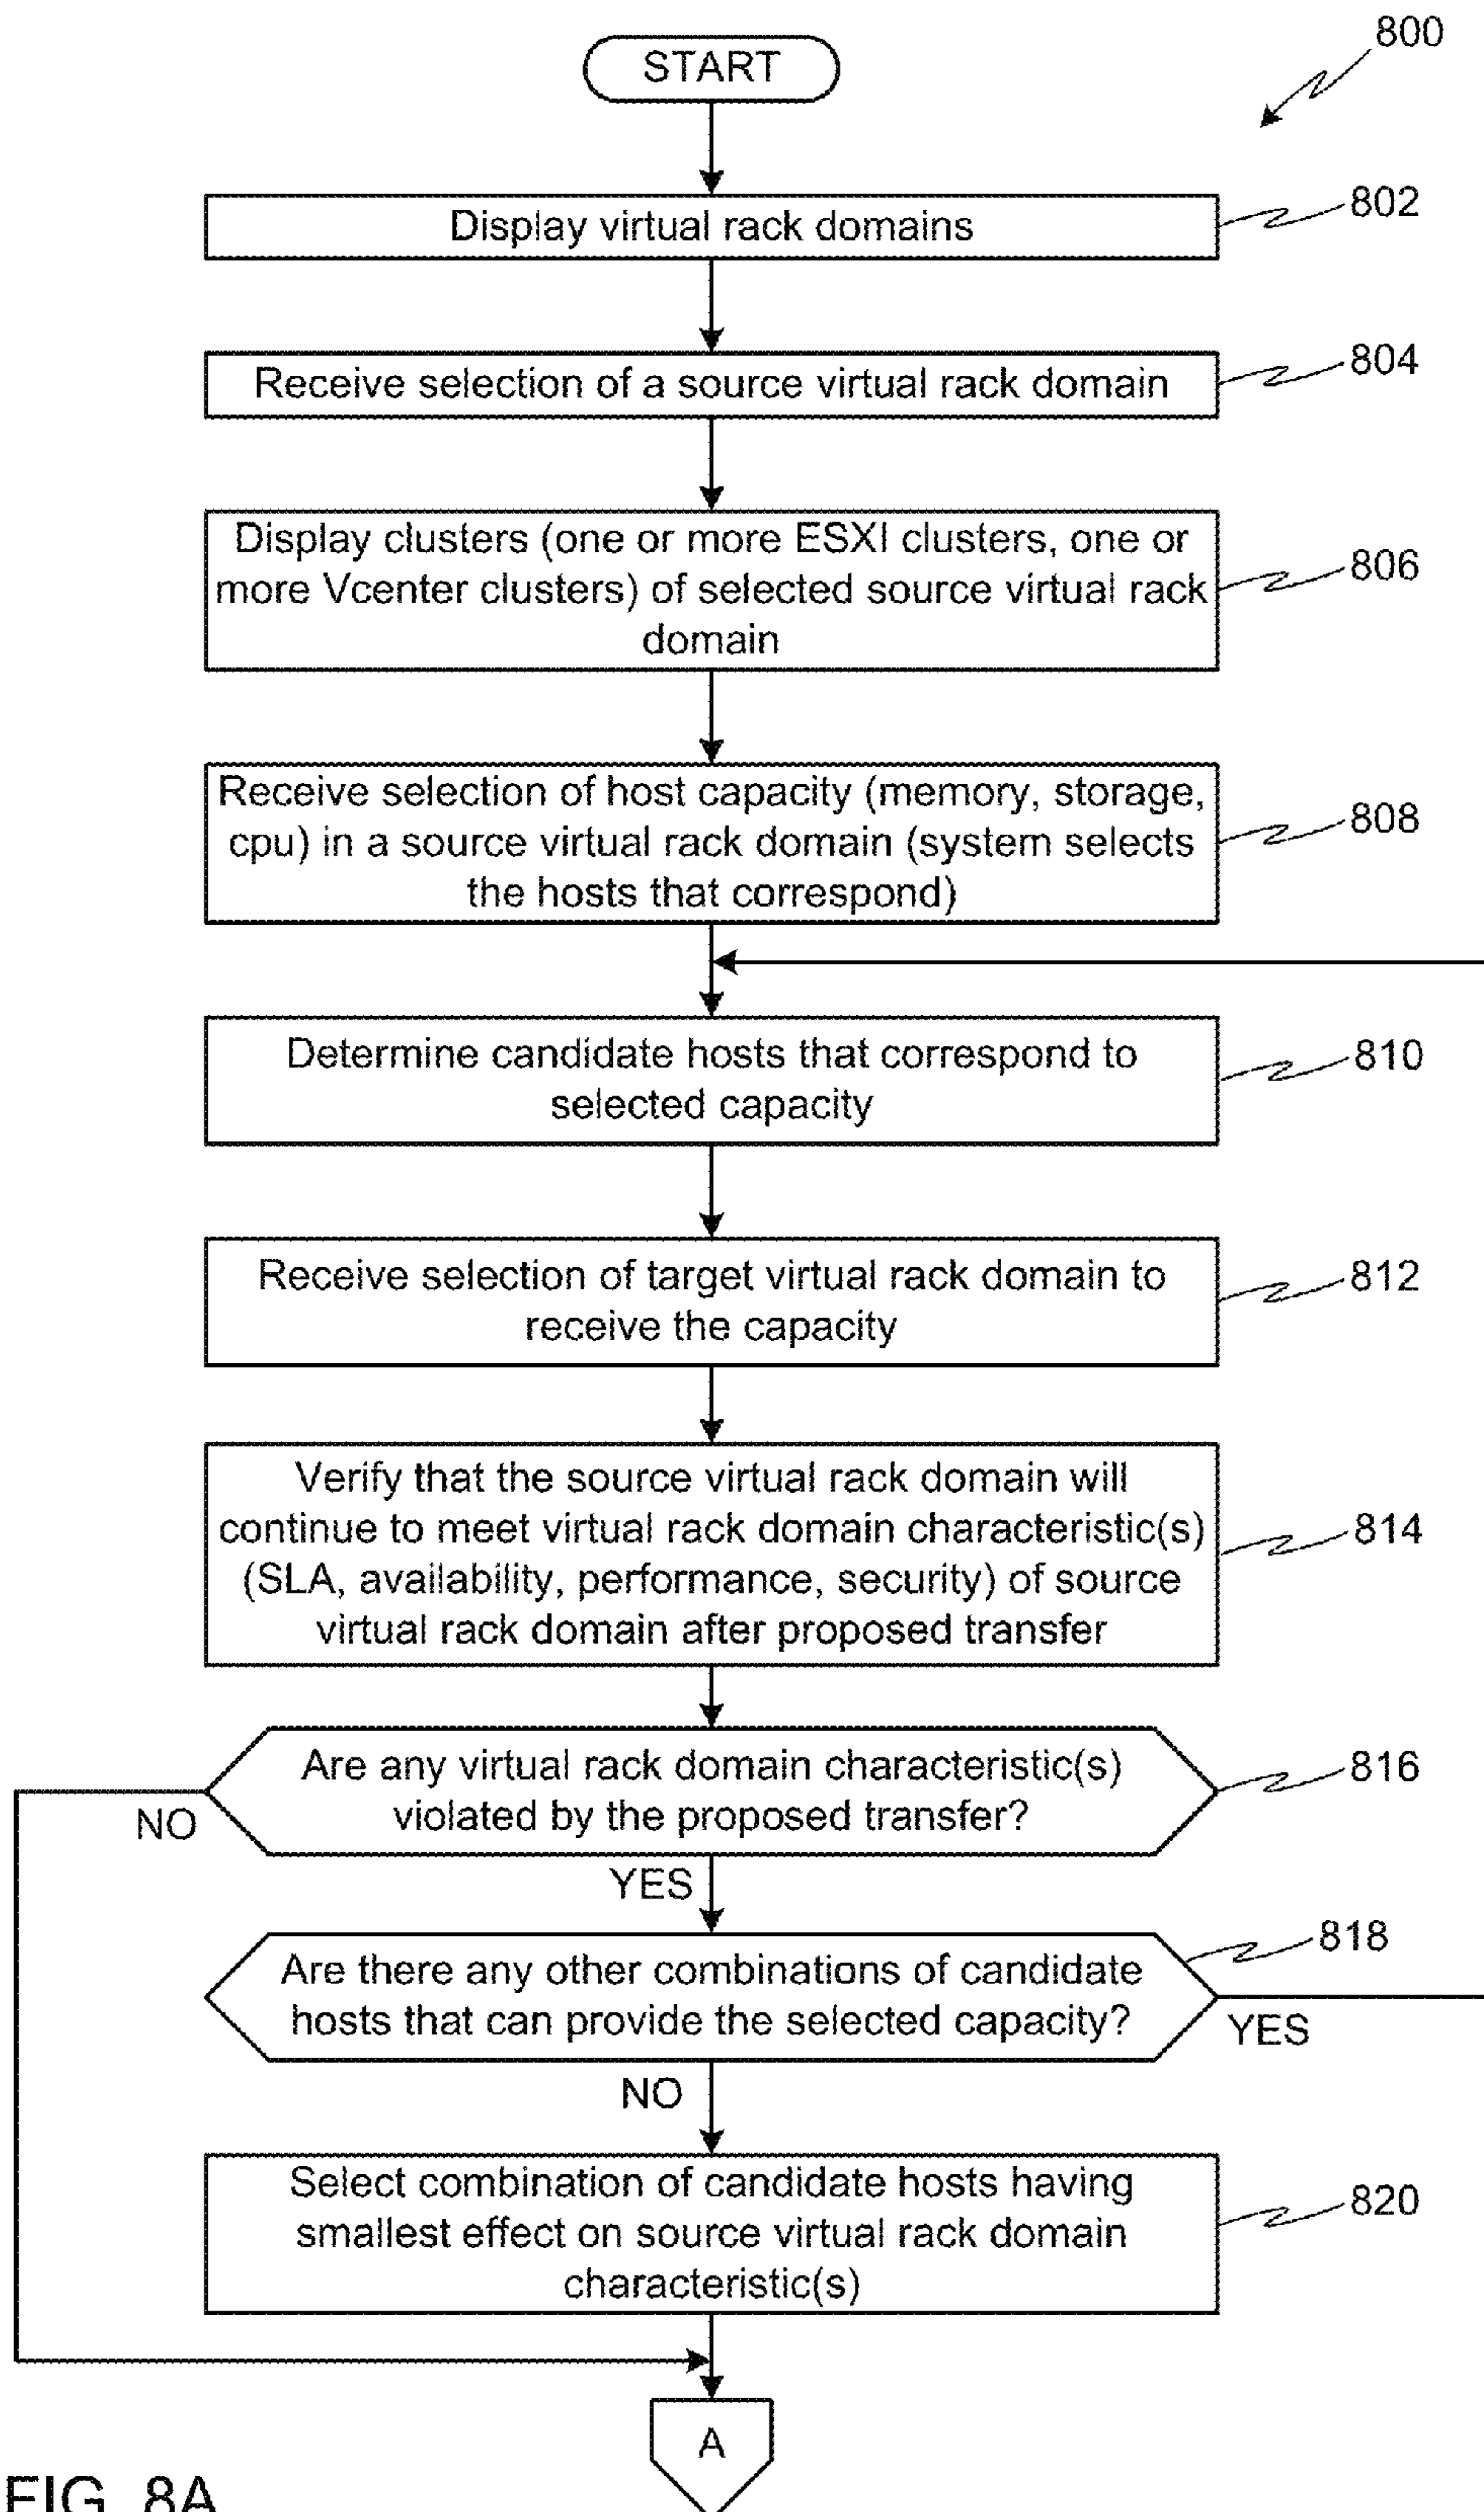 800
START
Display virtual rack domains
802
Receive selection of a source virtual rack domain
804
Display clusters (one or more ESXI clusters, one or
more Vcenter clusters) of selected source virtual rack
domain
806
Receive selection of host capacity (memory, storage,
cpu) in a source virtual rack domain (system selects
the hosts that correspond)
808
Determine candidate hosts that correspond to
selected capacity
810
Receive selection of target virtual rack domain to
receive the capacity
812
Verify that the source virtual rack domain will
continue to meet virtual rack domain characteristic(s)
(SLA, availability, performance, security) of source
virtual rack domain after proposed transfer
814
Are any virtual rack domain characteristic(s)
violated by the proposed transfer?
816
NO
YES
Are there any other combinations of candidate
hosts that can provide the selected capacity?
818
YES
NO
Select combination of candidate hosts having
smallest effect on source virtual rack domain
characteristic(s)
820
A
FIG. 8A